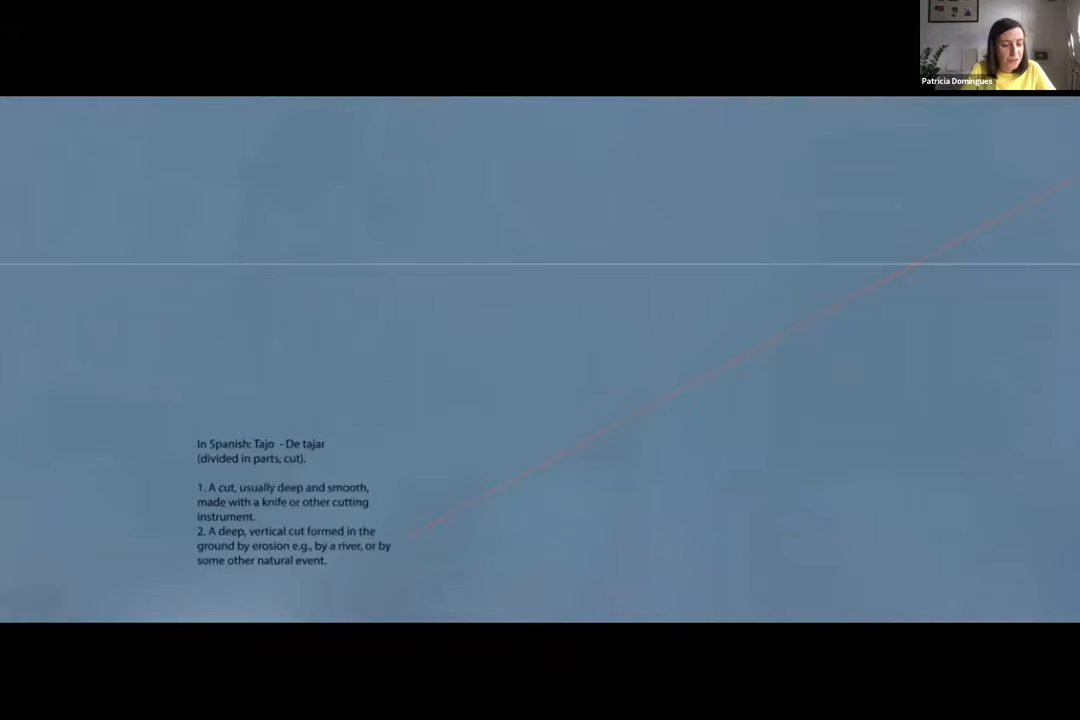 Patricia Domingues
In Spanish: Tajo - De tajar
(divided in parts, cut).
1. A cut, usually deep and smooth,
made with a knife or other cutting
instrument.
2. A deep, vertical cut formed in the
ground by erosion e.g., by a river, or by
some other natural event.